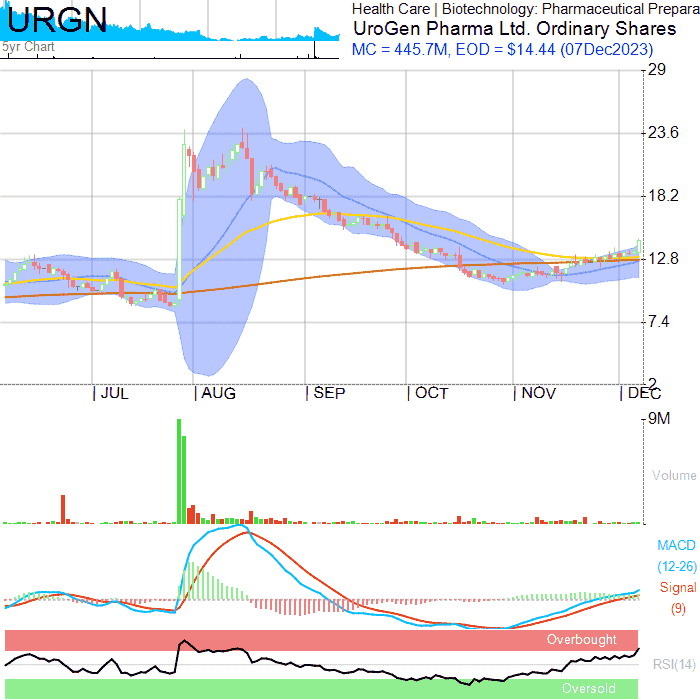 URGN
5yr Chart
Health Care | Biotechnology: Pharmaceutical Prepara
UroGen Pharma Ltd. Ordinary Shares
MC = 445.7M, EOD = $14.44 (07Dec2023)
29
23.6
18.2
12.8
7.4
2
JUL AUG SEP OCT NOV DEC
9M
Volume
MACD
(12-26)
Signal
(9)
Overbought
RSI(14)
Oversold